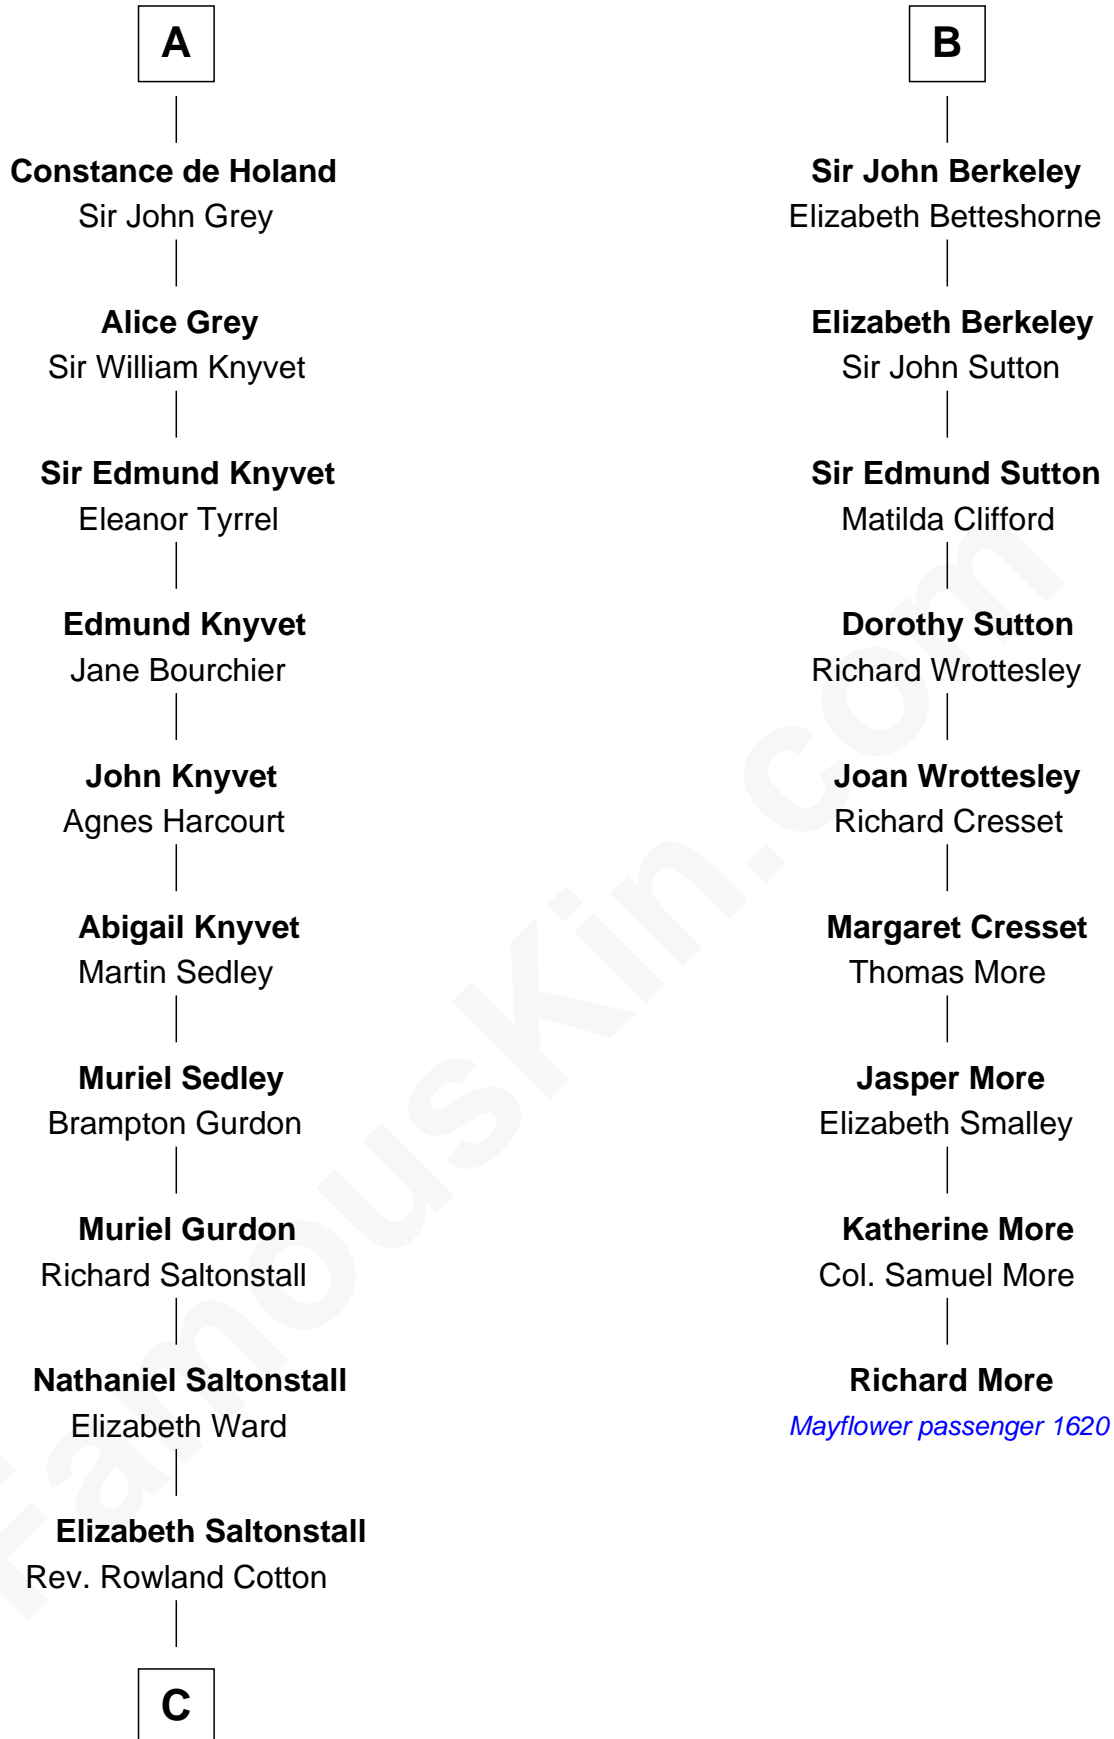 A
Constance de Holand
Sir John Grey
Alice Grey
Sir William Knyvet
Sir Edmund Knyvet
Eleanor Tyrrel
Edmund Knyvet
Jane Bourchier
John Knyvet
Agnes Harcourt
Abigail Knyvet
Martin Sedley
Muriel Sedley
Brampton Gurdon
Muriel Gurdon
Richard Saltonstall
Nathaniel Saltonstall
Elizabeth Ward
Elizabeth Saltonstall
Rev. Rowland Cotton
C
B
Sir John Berkeley
Elizabeth Betteshorne
Elizabeth Berkeley
Sir John Sutton
Sir Edmund Sutton
Matilda Clifford
Dorothy Sutton
Richard Wrottesley
Joan Wrottesley
Richard Cresset
Margaret Cresset
Thomas More
Jasper More
Elizabeth Smalley
Katherine More
Col. Samuel More
Richard More
Mayflower passenger 1620
FamousKin.com